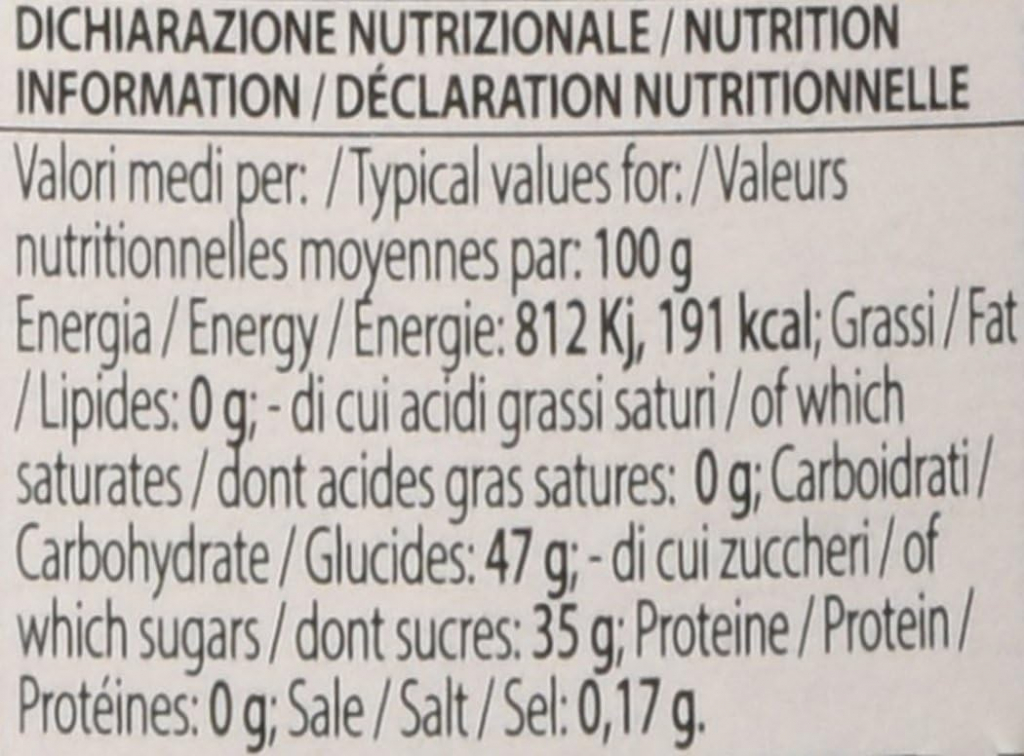 DICHIARAZIONE NUTRIZIONALE / NUTRITION
INFORMATION / DÉCLARATION NUTRITIONNELLE
Valori medi per: / Typical values for: / Valeurs
nutritionnelles moyennes par: 100 g
Energia / Energy / Énergie: 812 Kj, 191 kcal; Grassi / Fat
/ Lipides: 0 g; - di cui acidi grassi saturi / of which
saturates / dont acides gras satures: 0 g; Carboidrati /
Carbohydrate / Glucides: 47 g; - di cui zuccheri / of
which sugars / dont sucres: 35 g; Proteine / Protein /
Protéines: 0 g; Sale / Salt / Sel: 0,17 g.